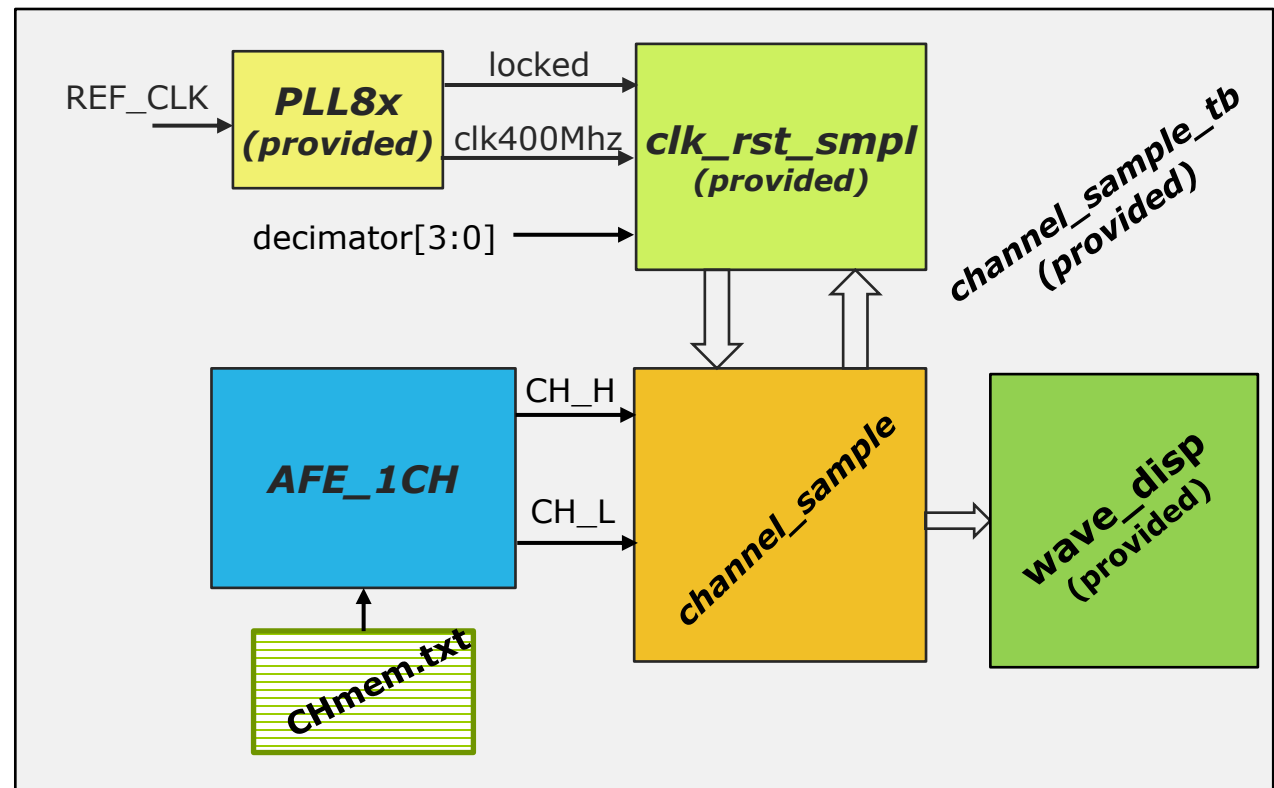 REF_CLK
PLL8x
(provided)
locked
clk400Mhz
clk_rst_smpl
(provided)
decimator[3:0]
channel_sample_tb
(provided)
AFE_1CH
CH_H
CH_L
channel_sample
wave_disp
(provided)
CHmem.txt